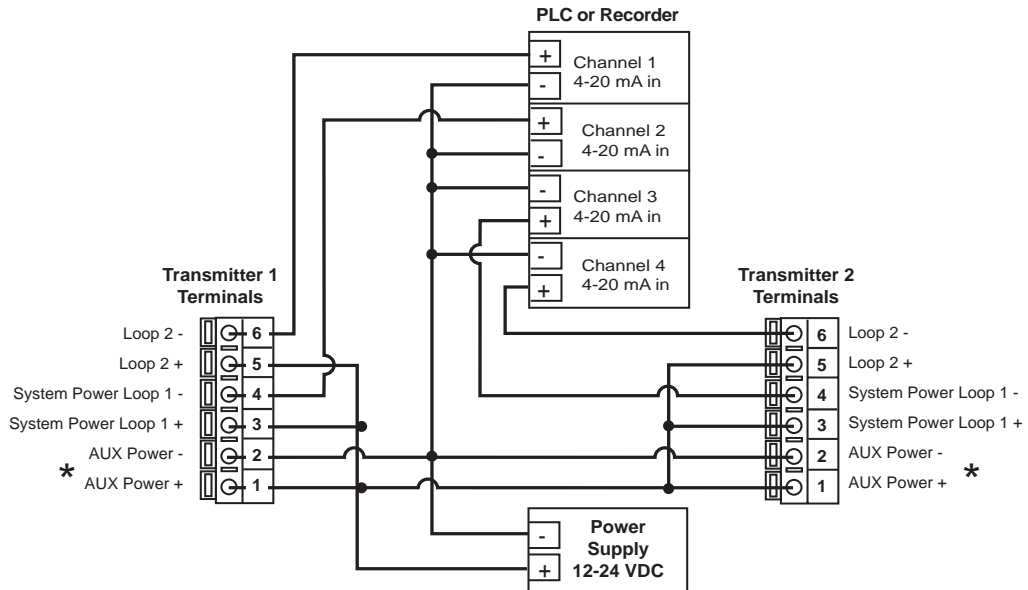 PLC or Recorder
+
Channel 1
4-20 mA in
-
+
Channel 2
4-20 mA in
-
-
Channel 3
4-20 mA in
+
-
Channel 4
4-20 mA in
+
Transmitter 1
Terminals
Loop 2 - 6
Loop 2 + 5
System Power Loop 1 - 4
System Power Loop 1 + 3
AUX Power - 2
* AUX Power + 1
Transmitter 2
Terminals
6 Loop 2 -
5 Loop 2 +
4 System Power Loop 1 -
3 System Power Loop 1 +
2 AUX Power -
1 AUX Power + *
-
+
Power
Supply
12-24 VDC